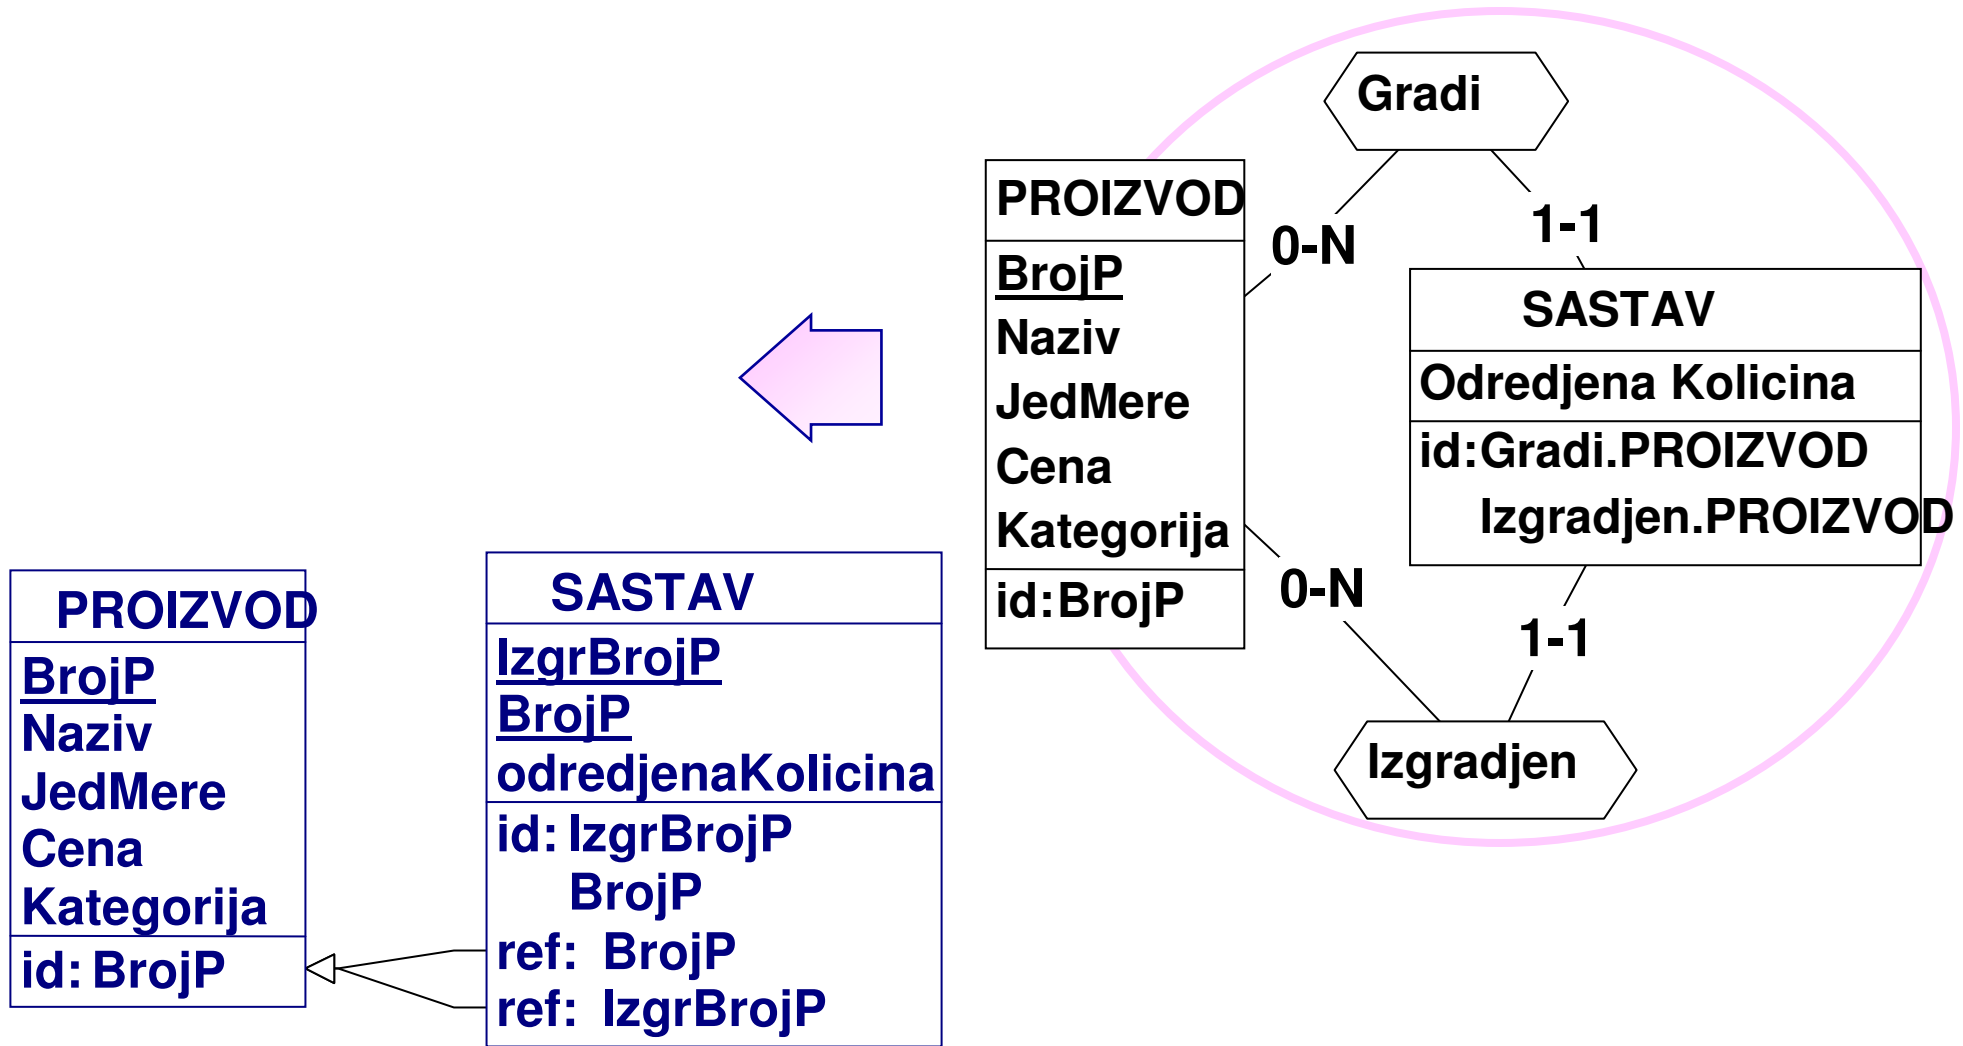 Gradi
PROIZVOD
0-N
1-1
BrojP
Naziv
JedMere
Cena
Kategorija
id:BrojP
SASTAV
Odredjena Kolicina
id:Gradi.PROIZVOD
Izgradjen.PROIZVOD
0-N
1-1
Izgradjen
PROIZVOD
BrojP
Naziv
JedMere
Cena
Kategorija
id: BrojP
SASTAV
IzgrBrojP
BrojP
odredjenaKolicina
id: IzgrBrojP
BrojP
ref: BrojP
ref: IzgrBrojP